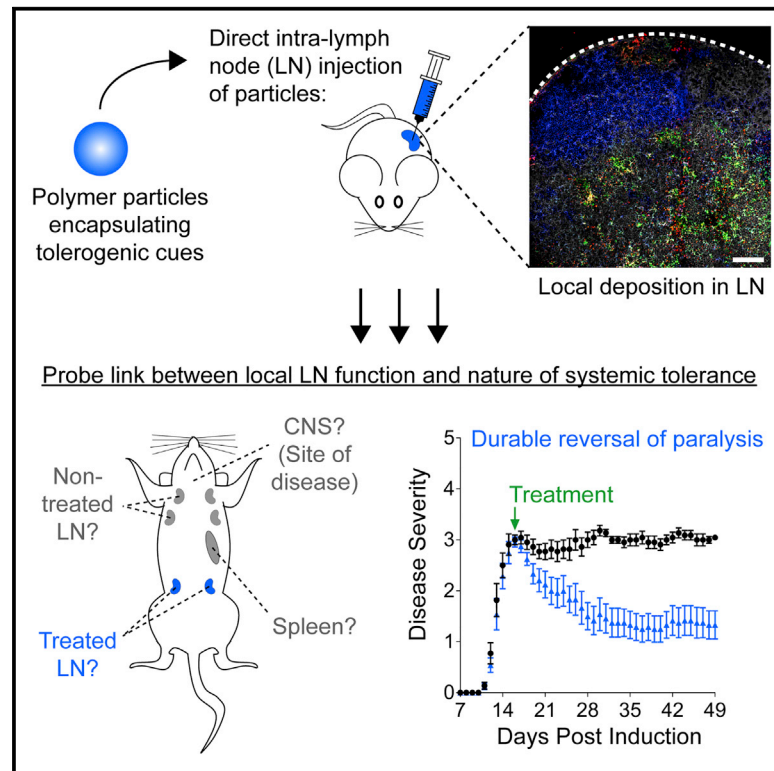 Direct intra-lymph
node (LN) injection
of particles:
Polymer particles
encapsulating
tolerogenic cues
Local deposition in LN
Probe link between local LN function and nature of systemic tolerance
CNS?
(Site of
disease)
Non-
treated
LN?
Treated
LN?
Spleen?
Durable reversal of paralysis
Treatment
Disease Severity
5
4
3
2
1
0
7 14 21 28 35 42 49
Days Post Induction